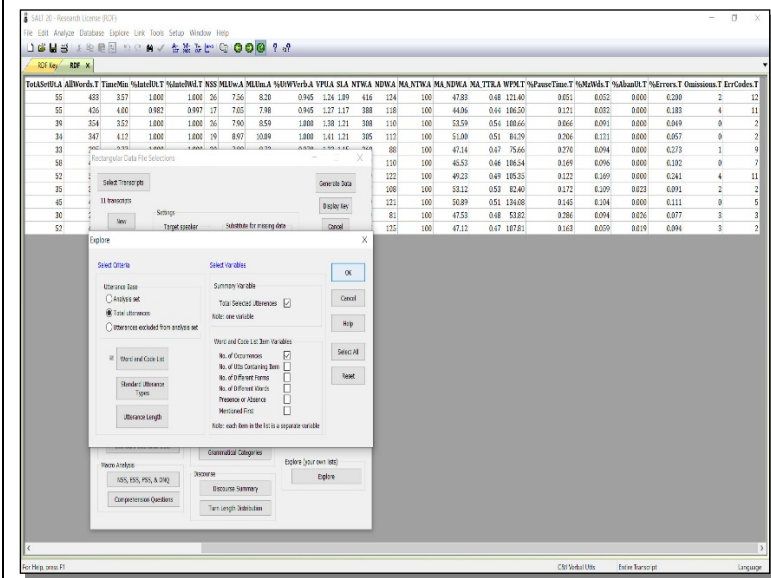 SALT 20 - Research License (RDF)
File Edit Analyze Database Explore Link Tools Setup Window Help
RDF Key RDF X
TotASetUt.A AllWords.T TimeMin %IntelUt.T %IntelWd.T NSS MLUw.A MLUm.A %UtWVerb.A VPU.A SI.A NTW.A NDW.A MA_NTW.A MA_NDW.A MA_TTR.A WPM.T %PauseTime.T %MzWds.T %AbanUt.T %Errors.T Omissions.T ErrCodes.T
55 433 3.57 1.000 1.000 26 7.56 8.20 0.945 1.24 1.09 416 124 100 47.83 0.48 121.40 0.051 0.052 0.000 0.200 2 12
55 426 4.00 0.982 0.997 17 7.05 7.98 0.945 1.27 1.17 388 118 100 44.06 0.44 106.50 0.121 0.032 0.000 0.183 4 11
39 354 3.52 1.000 1.000 26 7.90 8.59 1.000 1.38 1.21 308 110 100 53.59 0.54 100.66 0.066 0.091 0.000 0.049 0 2
34 347 4.12 1.000 1.000 19 8.97 10.09 1.000 1.41 1.21 305 112 100 51.00 0.51 84.29 0.206 0.121 0.000 0.057 0 2
33 88 100 47.14 0.47 75.66 0.270 0.094 0.000 0.273 1 9
58 110 100 45.53 0.46 106.54 0.169 0.096 0.000 0.102 0 7
52 122 100 49.23 0.49 105.35 0.122 0.169 0.000 0.241 4 11
35 108 100 53.12 0.53 82.40 0.172 0.109 0.023 0.091 2 2
45 121 100 50.89 0.51 134.08 0.145 0.104 0.000 0.111 0 5
30 81 100 47.53 0.48 53.82 0.286 0.094 0.026 0.077 3 3
52 125 100 47.12 0.47 107.81 0.163 0.059 0.019 0.094 3 2
Rectangular Data File Selections
Select Transcripts
Generate Data
11 transcripts
Display Key
New
Settings
Target speaker
Substitute for missing data
Cancel
Explore X
Select Criteria
Select Variables
OK
Utterance Base
Analysis set
Total utterances
Utterances excluded from analysis set
Summary Variable
Total Selected Utterances
Note: one variable
Cancel
Help
Word and Code List
Standard Utterance
Types
Utterance Length
Word and Code List Item Variables
No. of Occurrences
No. of Utts Containing Item
No. of Different Forms
No. of Different Words
Presence or Absence
Mentioned First
Note: each item in the list is a separate variable
Select All
Reset
Grammatical Categories
Macro Analysis
NSS, ESS, PSS, & DNQ
Comprehension Questions
Discourse
Discourse Summary
Turn Length Distribution
Explore (your own lists)
Explore
For Help, press F1
C&I Verbal Utts Entire Transcript Language